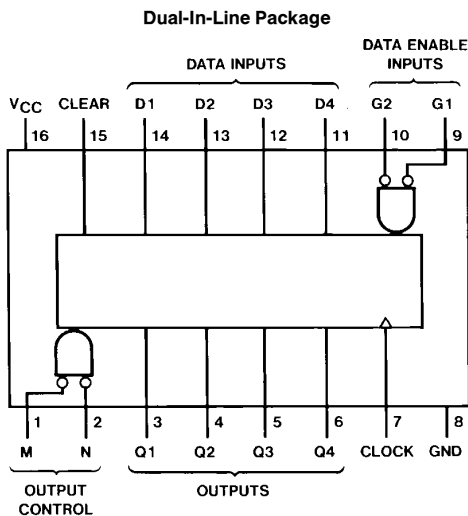 Dual-In-Line Package
DATA INPUTS
DATA ENABLE
INPUTS
VCC CLEAR D1 D2 D3 D4 G2 G1
16 15 14 13 12 11 10 9
1 2 3 4 5 6 7 8
M N Q1 Q2 Q3 Q4 CLOCK GND
OUTPUT
CONTROL
OUTPUTS